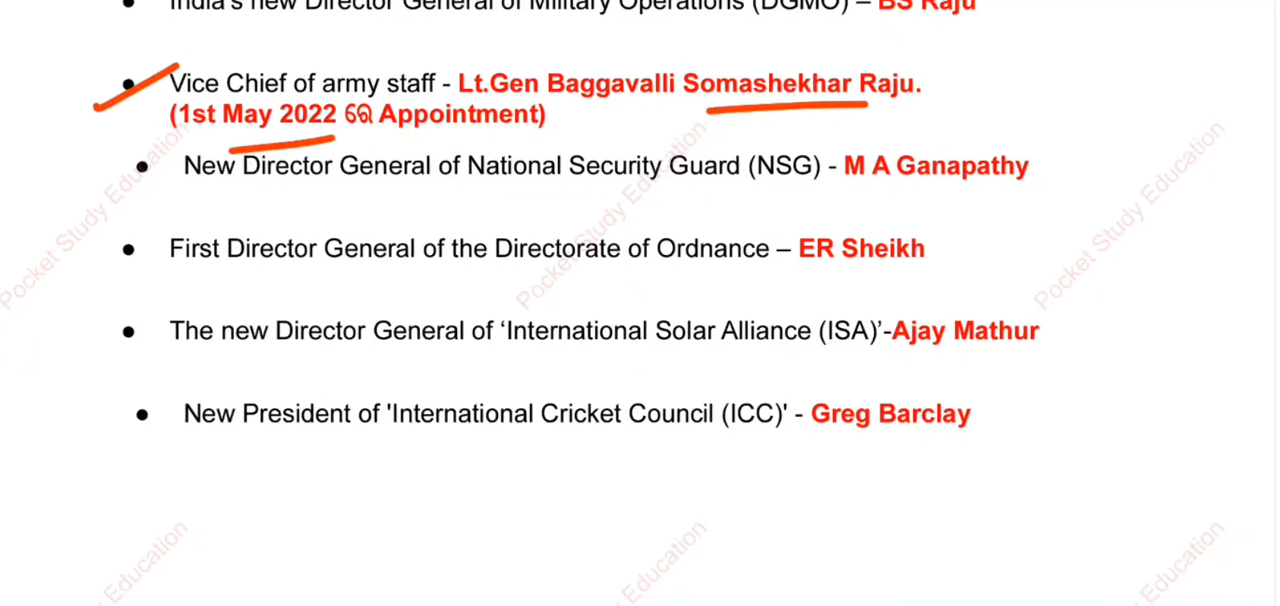 ● India's new Director General of Military Operations (DGMO) – BS Raju
● Vice Chief of army staff - Lt.Gen Baggavalli Somashekhar Raju.
(1st May 2022 ରେ Appointment)
● New Director General of National Security Guard (NSG) - M A Ganapathy
● First Director General of the Directorate of Ordnance – ER Sheikh
● The new Director General of ‘International Solar Alliance (ISA)’-Ajay Mathur
● New President of 'International Cricket Council (ICC)' - Greg Barclay
Pocket Study Education
Pocket Study Education
Pocket Study Education
Education
Education
Education